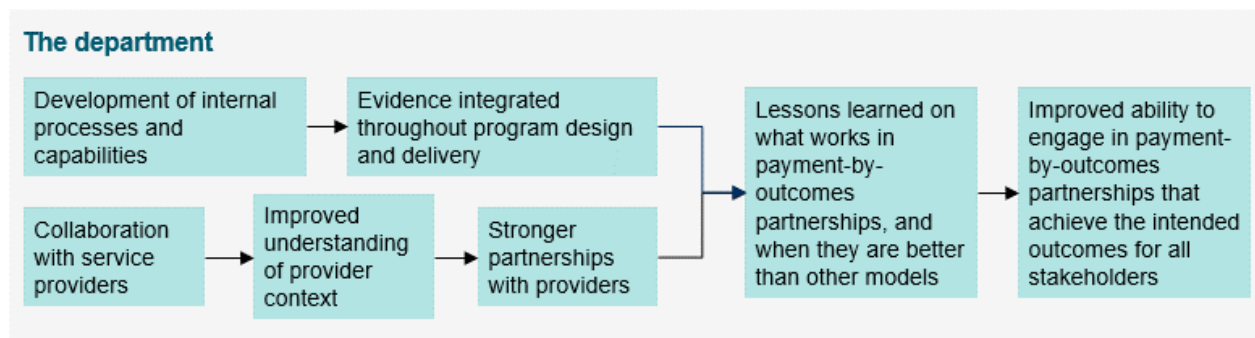 The department
Development of internal
processes and
capabilities
Evidence integrated
throughout program design
and delivery
Collaboration
with service
providers
Improved
understanding
of provider
context
Stronger
partnerships
with providers
Lessons learned on
what works in
payment-by-
outcomes
partnerships, and
when they are better
than other models
Improved ability to
engage in payment-
by-outcomes
partnerships that
achieve the intended
outcomes for all
stakeholders